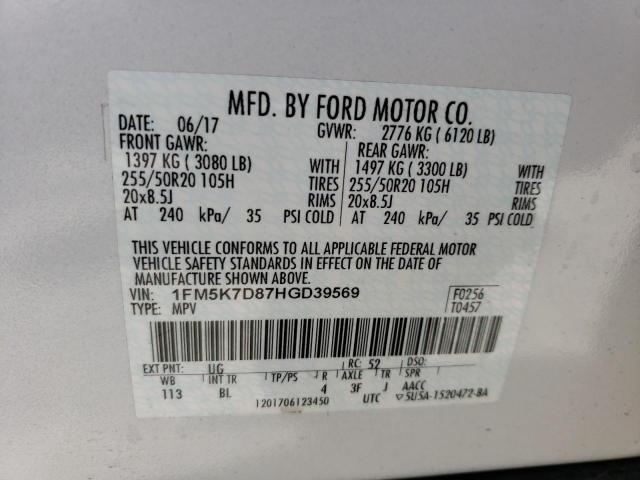 MFD. BY FORD MOTOR CO.
DATE: 06/17 GVWR: 2776 KG ( 6120 LB)
FRONT GAWR: REAR GAWR:
1397 KG ( 3080 LB) WITH 1497 KG ( 3300 LB) WITH
255/50R20 105H TIRES 255/50R20 105H TIRES
20x8.5J RIMS 20x8.5J RIMS
AT 240 kPa/ 35 PSI COLD AT 240 kPa/ 35 PSI COLD
THIS VEHICLE CONFORMS TO ALL APPLICABLE FEDERAL MOTOR
VEHICLE SAFETY STANDARDS IN EFFECT ON THE DATE OF
MANUFACTURE SHOWN ABOVE.
VIN: 1FM5K7D87HGD39569 F0256
TYPE: MPV T0457
EXT PNT: UG RC: 52 DSO:
WB INT TR TP/PS R AXLE TR SPR
113 BL 4 3F J AACC
1201706123450 UTC ▽5U5A-1520472-BA